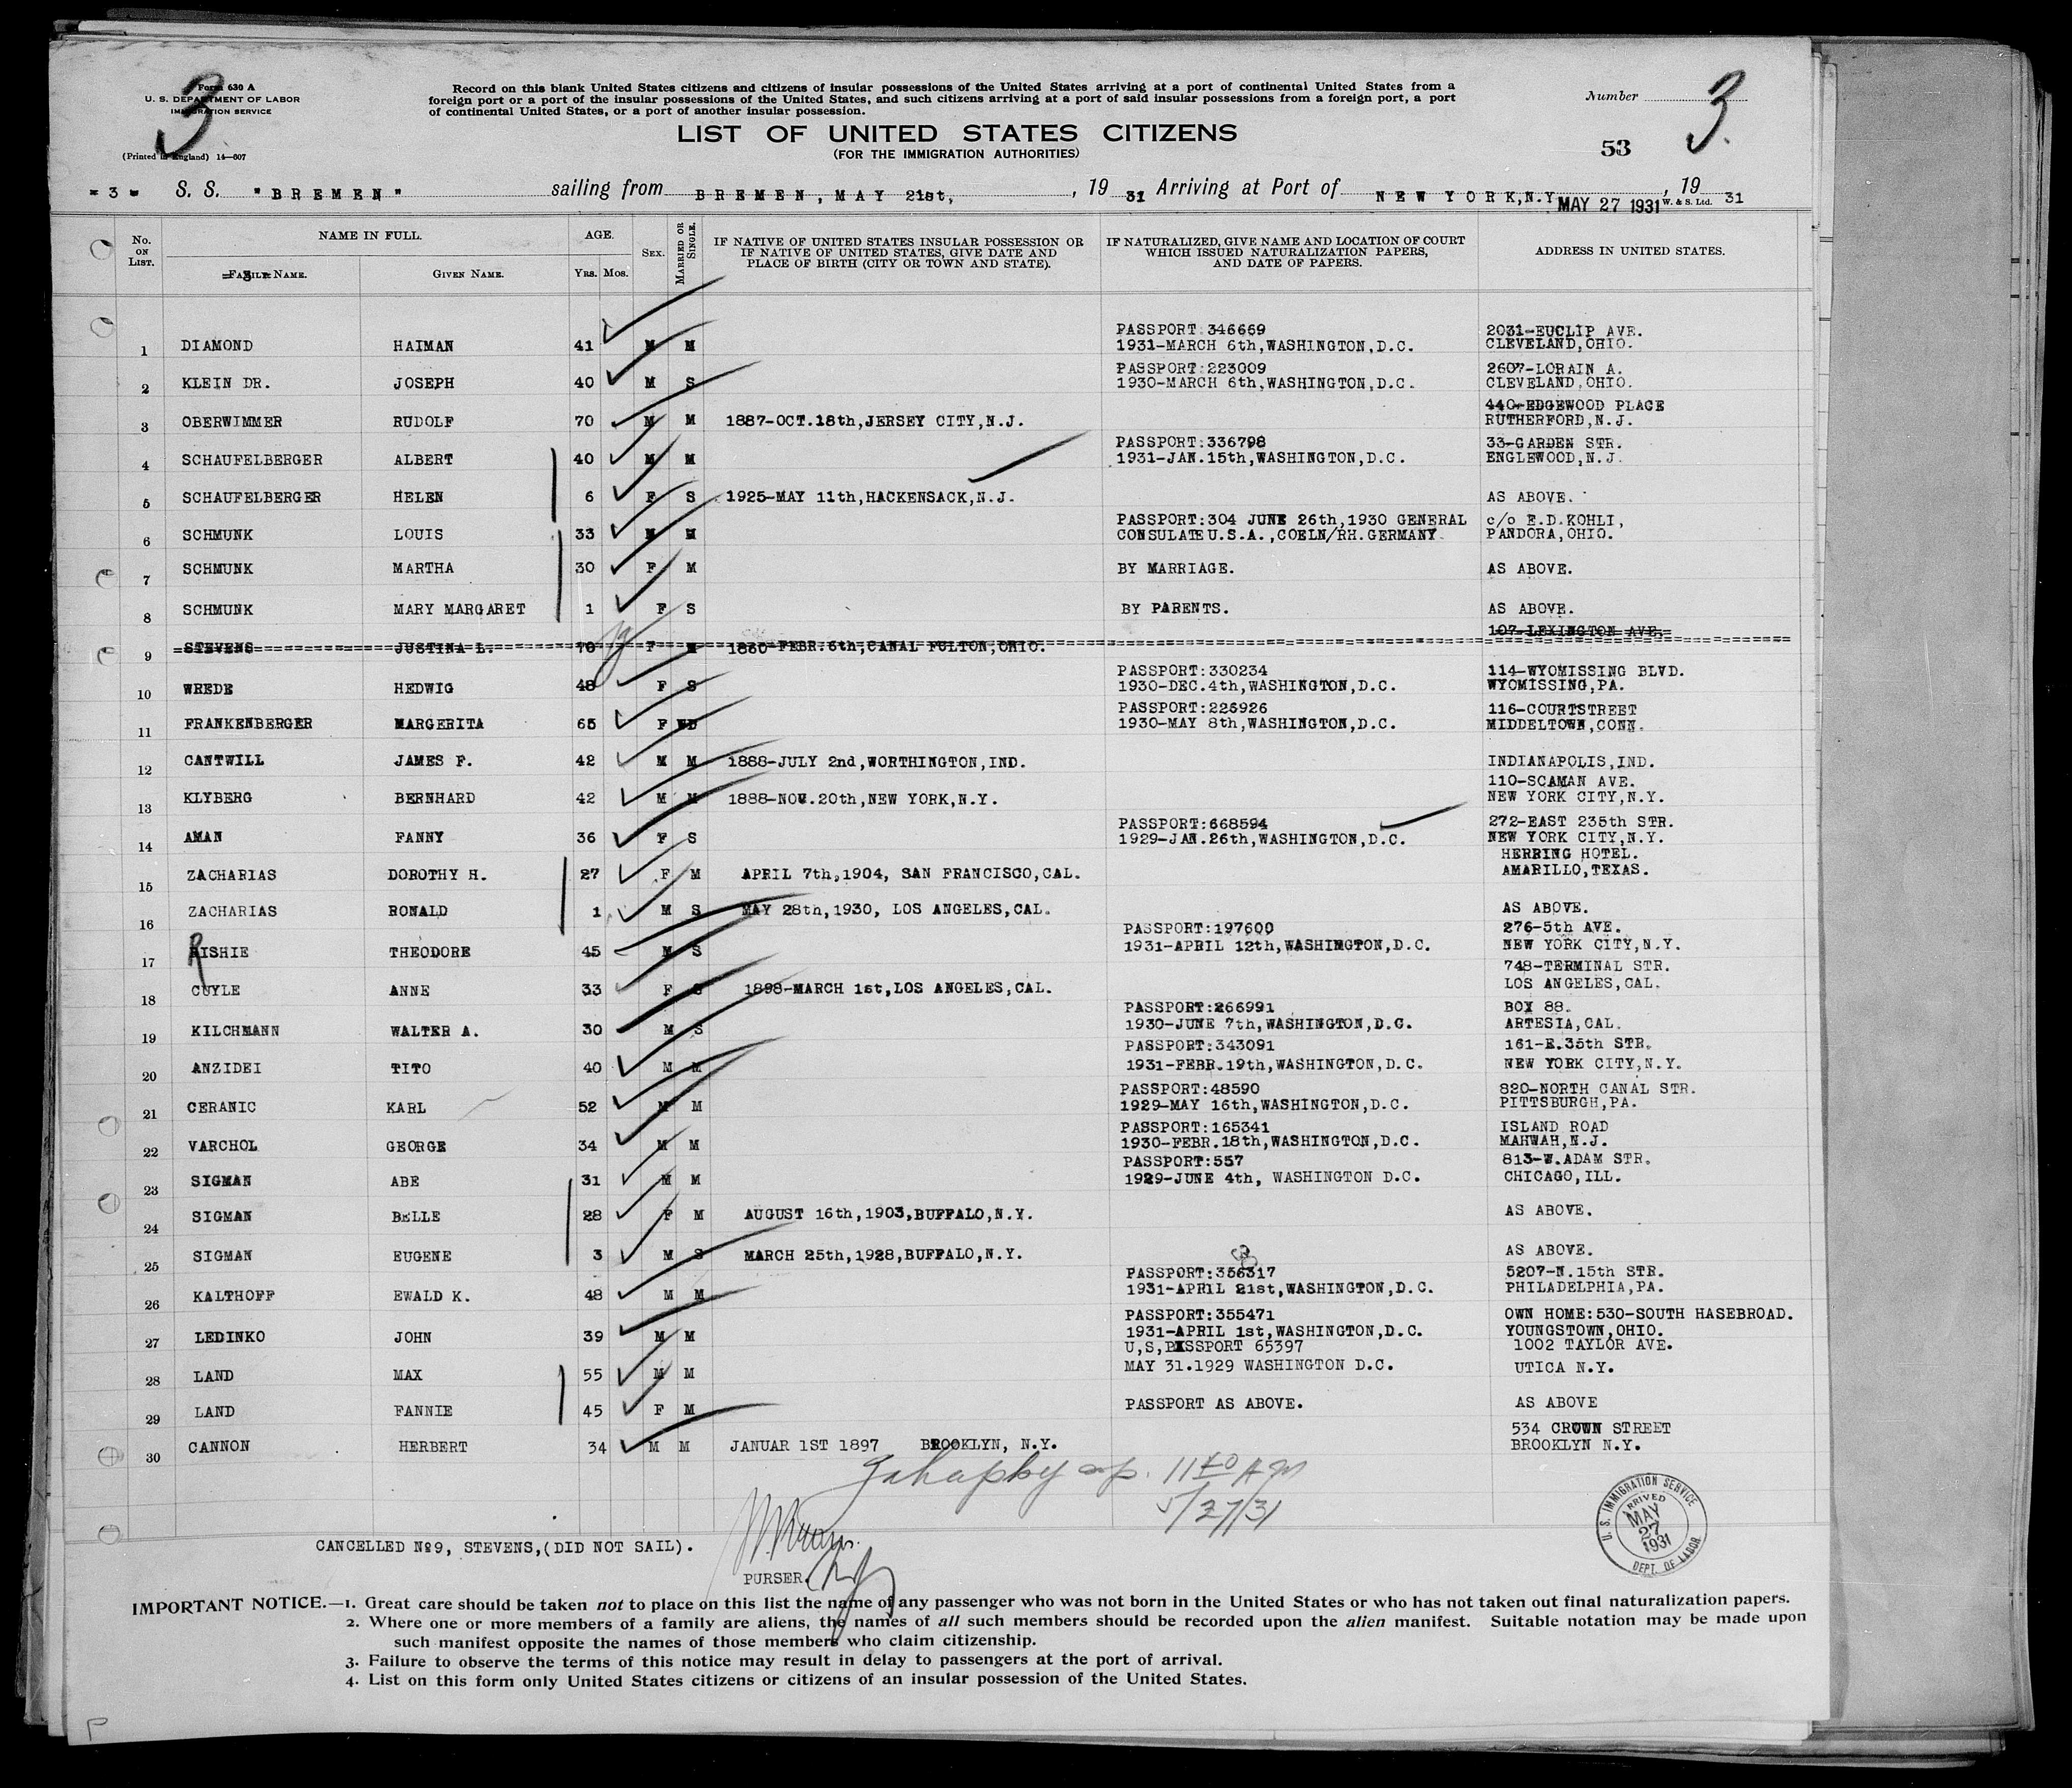 Form 630 A
U. S. DEPARTMENT OF LABOR
IMMIGRATION SERVICE
(Printed in England) 14—607
3
Record on this blank United States citizens and citizens of insular possessions of the United States arriving at a port of continental United States from a
foreign port or a port of the insular possessions of the United States, and such citizens arriving at a port of said insular possessions from a foreign port, a port
of continental United States, or a port of another insular possession.
LIST OF UNITED STATES CITIZENS
(FOR THE IMMIGRATION AUTHORITIES)
Number
3.
53
- 3 - S. S. "BREMEN" sailing from BREMEN, MAY 21st, , 19 31 Arriving at Port of NEW YORK,N.Y. MAY 27 1931 , 19 31
W. & S. Ltd.
No. ON LIST. NAME IN FULL. AGE. SEX. MARRIED OR SINGLE. IF NATIVE OF UNITED STATES INSULAR POSSESSION OR IF NATIVE OF UNITED STATES, GIVE DATE AND PLACE OF BIRTH (CITY OR TOWN AND STATE). IF NATURALIZED, GIVE NAME AND LOCATION OF COURT WHICH ISSUED NATURALIZATION PAPERS, AND DATE OF PAPERS. ADDRESS IN UNITED STATES.
FAMILY NAME. GIVEN NAME. Yrs. Mos.
-3-
PASSPORT:346669 2031-EUCLIP AVE.
1 DIAMOND HAIMAN 41 M M 1931-MARCH 6th,WASHINGTON,D.C. CLEVELAND,OHIO.
PASSPORT:223009 2607-LORAIN A.
2 KLEIN DR. JOSEPH 40 M S 1930-MARCH 6th,WASHINGTON,D.C. CLEVELAND,OHIO.
440-EDGEWOOD PLACE
3 OBERWIMMER RUDOLF 70 M M 1887-OCT.18th,JERSEY CITY,N.J. RUTHERFORD,N.J.
PASSPORT:336798 33-GARDEN STR.
4 SCHAUFELBERGER ALBERT 40 M M 1931-JAN.15th,WASHINGTON,D.C. ENGLEWOOD,N.J.
5 SCHAUFELBERGER HELEN 6 F S 1925-MAY 11th,HACKENSACK,N.J. AS ABOVE.
PASSPORT:304 JUNE 26th,1930 GENERAL c/o E.D.KOHLI,
6 SCHMUNK LOUIS 33 M M CONSULATE U.S.A.,COELN/RH.GERMANY. PANDORA,OHIO.
7 SCHMUNK MARTHA 30 F M BY MARRIAGE. AS ABOVE.
8 SCHMUNK MARY MARGARET 1 F S BY PARENTS. AS ABOVE.
107-LEXINGTON AVE.
9 STEVENS JUSTINA L. 70 F M 1860-FEBR.6th,CANAL FULTON,OHIO.
PASSPORT:330234 114-WYOMISSING BLVD.
10 WREDE HEDWIG 48 F S 1930-DEC.4th,WASHINGTON,D.C. WYOMISSING,PA.
PASSPORT:226926 116-COURTSTREET
11 FRANKENBERGER MARGERITA 65 F WD 1930-MAY 8th,WASHINGTON,D.C. MIDDELTOWN,CONN.
12 CANTWILL JAMES F. 42 M M 1888-JULY 2nd,WORTHINGTON,IND. INDIANAPOLIS,IND.
110-SCAMAN AVE.
13 KLYBERG BERNHARD 42 M M 1888-NOV.20th,NEW YORK,N.Y. NEW YORK CITY,N.Y.
PASSPORT:668594 272-EAST 235th STR.
14 AMAN FANNY 36 F S 1929-JAN.26th,WASHINGTON,D.C. NEW YORK CITY,N.Y.
HERRING HOTEL.
15 ZACHARIAS DOROTHY H. 27 F M APRIL 7th,1904, SAN FRANCISCO,CAL. AMARILLO,TEXAS.
16 ZACHARIAS RONALD 1 M S MAY 28th,1930, LOS ANGELES,CAL. AS ABOVE.
PASSPORT:197600 276-5th AVE.
17 RISHIE THEODORE 45 M S 1931-APRIL 12th,WASHINGTON,D.C. NEW YORK CITY,N.Y.
748-TERMINAL STR.
18 CUYLE ANNE 33 F S 1898-MARCH 1st,LOS ANGELES,CAL. LOS ANGELES,CAL.
PASSPORT:266991 BOX 88.
19 KILCHMANN WALTER A. 30 M S 1930-JUNE 7th,WASHINGTON,D.C. ARTESIA,CAL.
PASSPORT:343091 161-E.35th STR.
20 ANZIDEI TITO 40 M M 1931-FEBR.19th,WASHINGTON,D.C. NEW YORK CITY,N.Y.
PASSPORT:48590 820-NORTH CANAL STR.
21 CERANIC KARL 52 M M 1929-MAY 16th,WASHINGTON,D.C. PITTSBURGH,PA.
PASSPORT:165341 ISLAND ROAD
22 VARCHOL GEORGE 34 M M 1930-FEBR.18th,WASHINGTON,D.C. MAHWAH,N.J.
PASSPORT:557 813-W.ADAM STR.
23 SIGMAN ABE 31 M M 1929-JUNE 4th, WASHINGTON D.C. CHICAGO,ILL.
24 SIGMAN BELLE 28 F M AUGUST 16th,1903,BUFFALO,N.Y. AS ABOVE.
25 SIGMAN EUGENE 3 M S MARCH 25th,1928,BUFFALO,N.Y. AS ABOVE.
PASSPORT:356317 5207-N.15th STR.
26 KALTHOFF EWALD K. 48 M M 1931-APRIL 21st,WASHINGTON,D.C. PHILADELPHIA,PA.
PASSPORT:355471 OWN HOME:530-SOUTH HASEBROAD.
27 LEDINKO JOHN 39 M M 1931-APRIL 1st,WASHINGTON,D.C. YOUNGSTOWN,OHIO.
U,S,PASSPORT 65397 1002 TAYLOR AVE.
28 LAND MAX 55 M M MAY 31.1929 WASHINGTON D.C. UTICA N.Y.
29 LAND FANNIE 45 F M PASSPORT AS ABOVE. AS ABOVE
534 CROWN STREET
30 CANNON HERBERT 34 M M JANUAR 1ST 1897 BROOKLYN, N.Y. BROOKLYN N.Y.
11 40 AM
5/27/31
U. S. IMMIGRATION SERVICE
ARRIVED
MAY
27
1931
DEPT. OF LABOR
CANCELLED №9, STEVENS,(DID NOT SAIL).
PURSER.
IMPORTANT NOTICE.—1. Great care should be taken not to place on this list the name of any passenger who was not born in the United States or who has not taken out final naturalization papers.
2. Where one or more members of a family are aliens, the names of all such members should be recorded upon the alien manifest. Suitable notation may be made upon
such manifest opposite the names of those members who claim citizenship.
3. Failure to observe the terms of this notice may result in delay to passengers at the port of arrival.
4. List on this form only United States citizens or citizens of an insular possession of the United States.
P